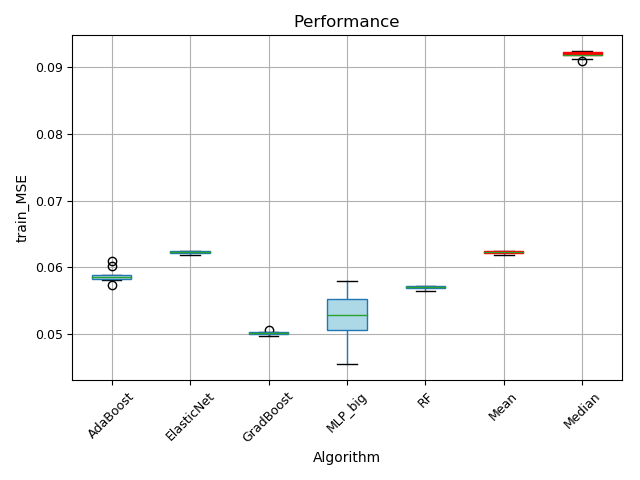 Performance
train_MSE
0.09
0.08
0.07
0.06
0.05
AdaBoost
ElasticNet
GradBoost
MLP_big
RF
Mean
Median
Algorithm